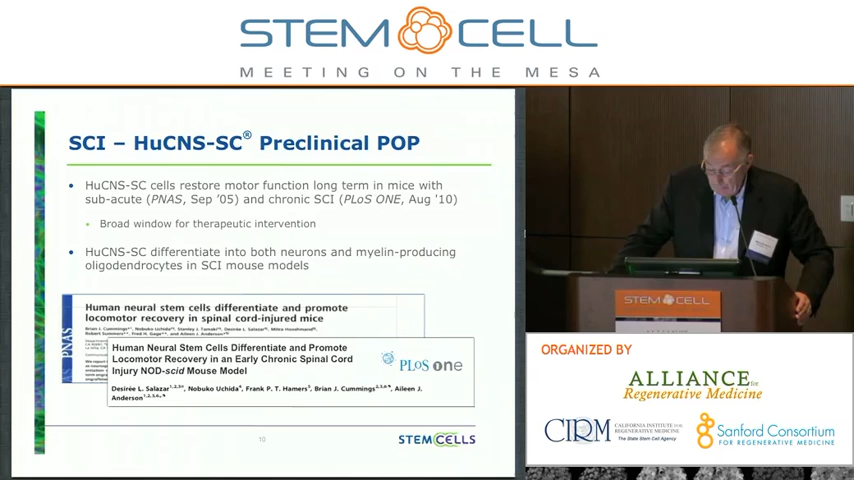 STEM CELL
MEETING ON THE MESA
SCI – HuCNS-SC® Preclinical POP
• HuCNS-SC cells restore motor function long term in mice with
sub-acute (PNAS, Sep '05) and chronic SCI (PLoS ONE, Aug '10)
• Broad window for therapeutic intervention
• HuCNS-SC differentiate into both neurons and myelin-producing
oligodendrocytes in SCI mouse models
PNAS
Human neural stem cells differentiate and promote
locomotor recovery in spinal cord-injured mice
Human Neural Stem Cells Differentiate and Promote
Locomotor Recovery in an Early Chronic Spinal Cord
Injury NOD-scid Mouse Model
PLoS one
Desirée L. Salazar, Nobuko Uchida, Frank P. T. Hamers, Brian J. Cummings, Aileen J.
Anderson
10
STEMCELLS
STEM CELL
ORGANIZED BY
ALLIANCE for
Regenerative Medicine
CIRM
CALIFORNIA INSTITUTE FOR
REGENERATIVE MEDICINE
The State Stem Cell Agency
Sanford Consortium
FOR REGENERATIVE MEDICINE